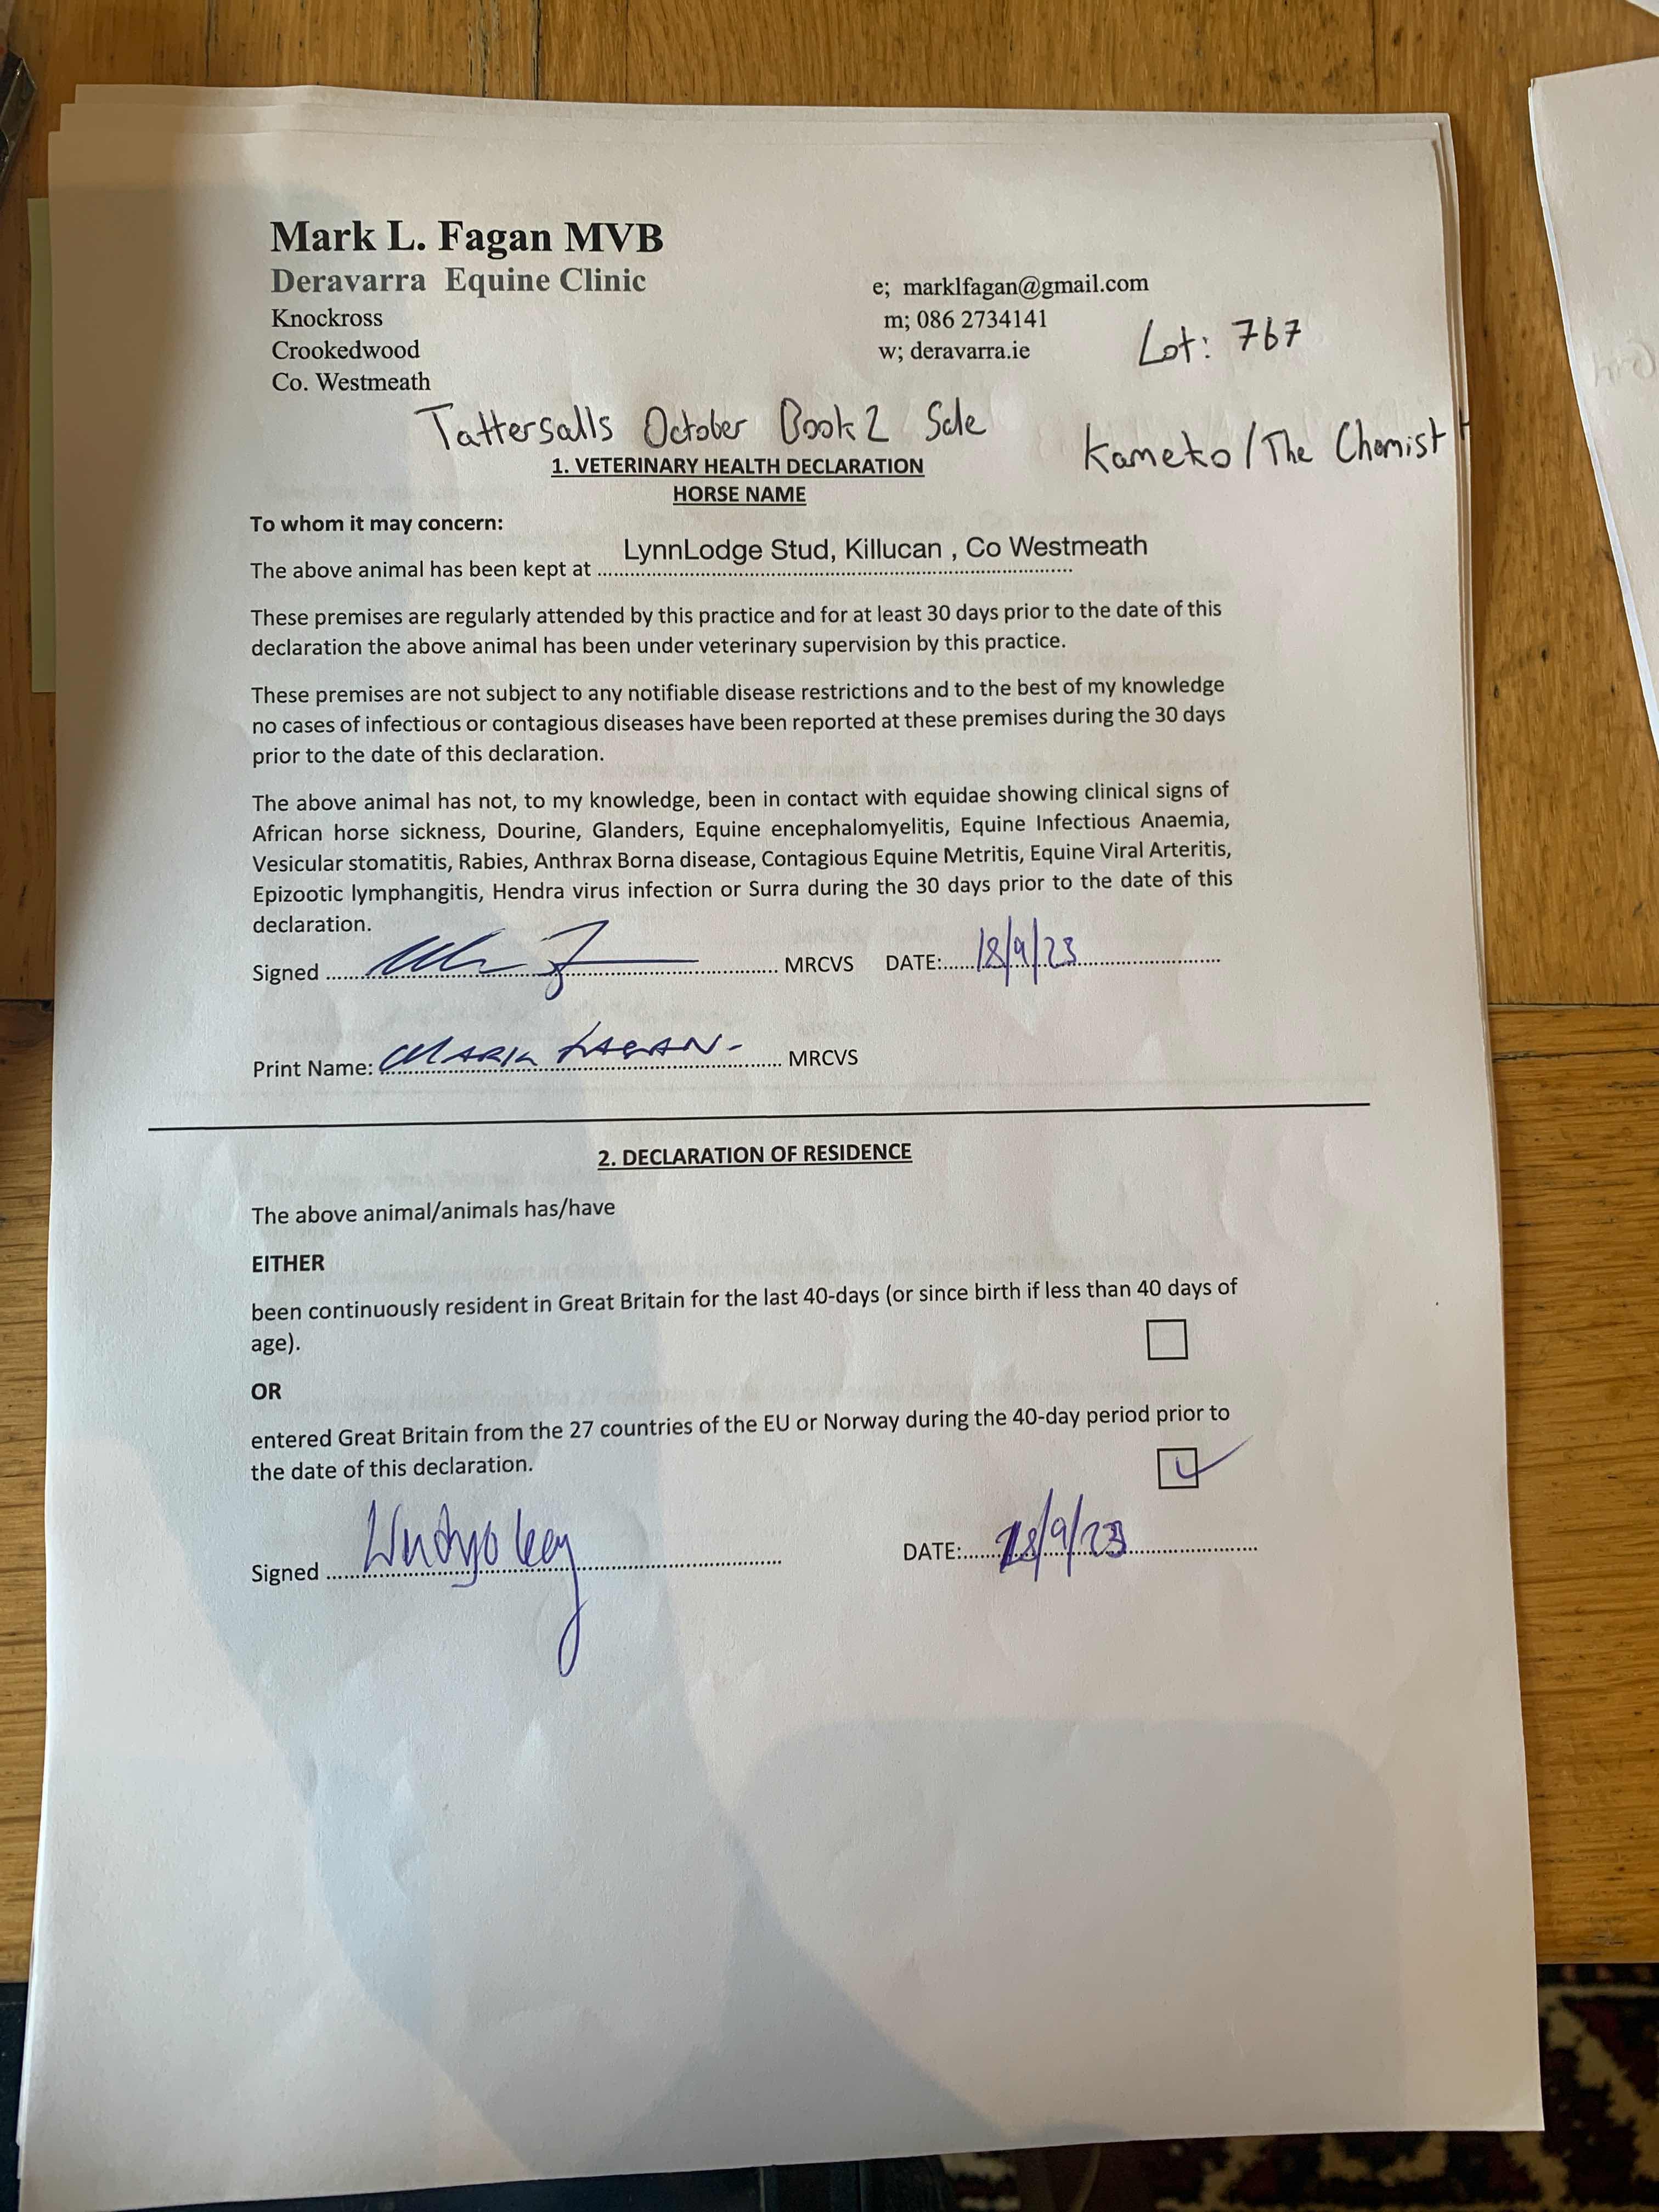 Mark L. Fagan MVB
Deravarra Equine Clinic
Knockross
Crookedwood
Co. Westmeath
e; marklfagan@gmail.com
m; 086 2734141
w; deravarra.ie
Lot: 767
Tattersalls October Book 2 Sale
Kameko/The Chemist
1. VETERINARY HEALTH DECLARATION
HORSE NAME
To whom it may concern:
LynnLodge Stud, Killucan , Co Westmeath
The above animal has been kept at
These premises are regularly attended by this practice and for at least 30 days prior to the date of this
declaration the above animal has been under veterinary supervision by this practice.
These premises are not subject to any notifiable disease restrictions and to the best of my knowledge
no cases of infectious or contagious diseases have been reported at these premises during the 30 days
prior to the date of this declaration.
The above animal has not, to my knowledge, been in contact with equidae showing clinical signs of
African horse sickness, Dourine, Glanders, Equine encephalomyelitis, Equine Infectious Anaemia,
Vesicular stomatitis, Rabies, Anthrax Borna disease, Contagious Equine Metritis, Equine Viral Arteritis,
Epizootic lymphangitis, Hendra virus infection or Surra during the 30 days prior to the date of this
declaration.
Signed MRCVS DATE: 18/9/23
Print Name: MARK FAGAN- MRCVS
2. DECLARATION OF RESIDENCE
The above animal/animals has/have
EITHER
been continuously resident in Great Britain for the last 40-days (or since birth if less than 40 days of
age).
OR
entered Great Britain from the 27 countries of the EU or Norway during the 40-day period prior to
the date of this declaration.
Signed DATE: 18/9/23